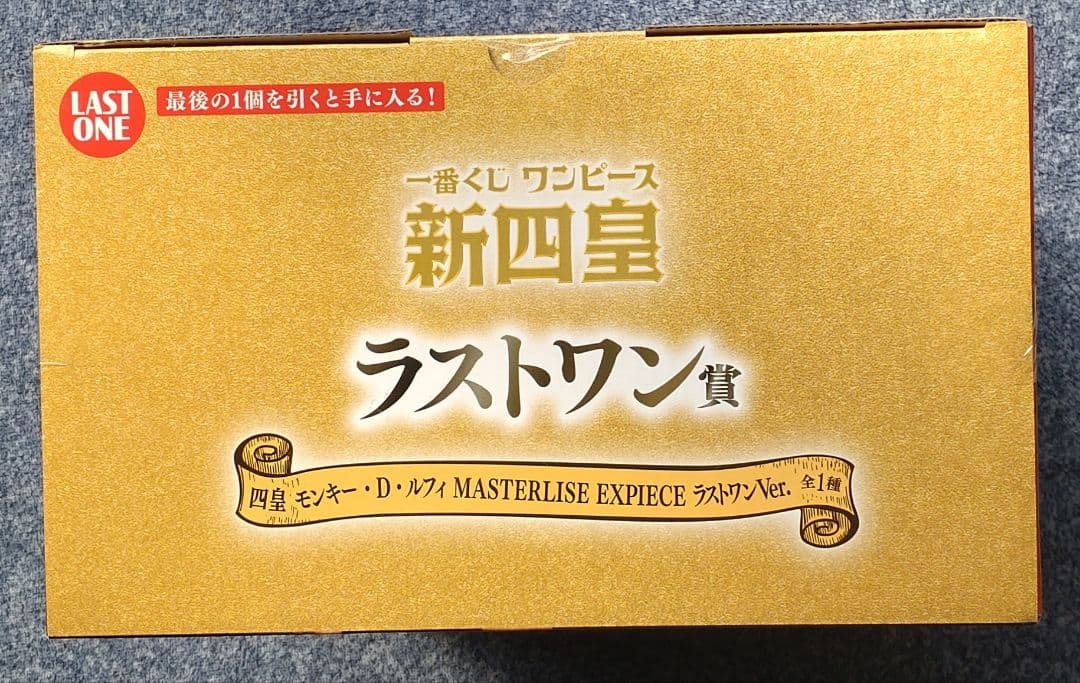 LAST
ONE
最後の1個を引くと手に入る!
一番くじ ワンピース
新四皇
ラストワン賞
四皇 モンキー・D・ルフィ MASTERLISE EXPIECE ラストワンVer. 全1種